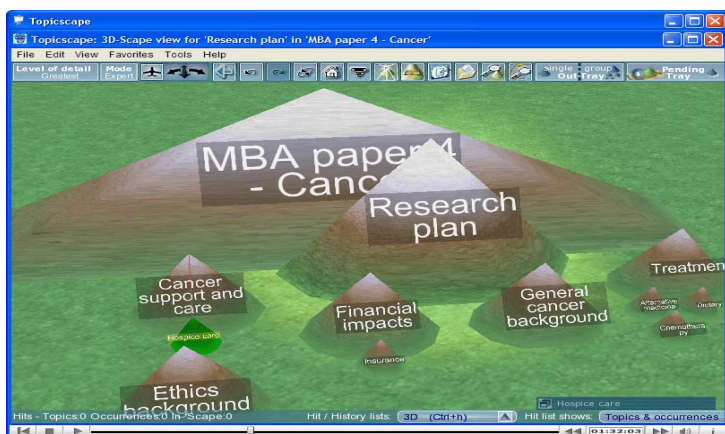 Topicscape
Topicscape: 3D-Scape view for 'Research plan' in 'MBA paper 4 - Cancer'
File Edit View Favorites Tools Help
Level of detail
Greatest
Mode
Expert
single group
Out Tray
Pending
Tray
MBA paper 4
- Cance
Research
plan
Cancer
support and
care
Hospice care
Financial
impacts
Insurance
General
cancer
background
Treatmen
Alternative
medicine
Dietary
Chemothera
py
Ethics
background
Hospice care
Hits - Topics:0 Occurrences:0 In-Scape:0
Hit / History lists: 3D (Ctrl+h)
Hit list shows: Topics & occurrences
01:32:03